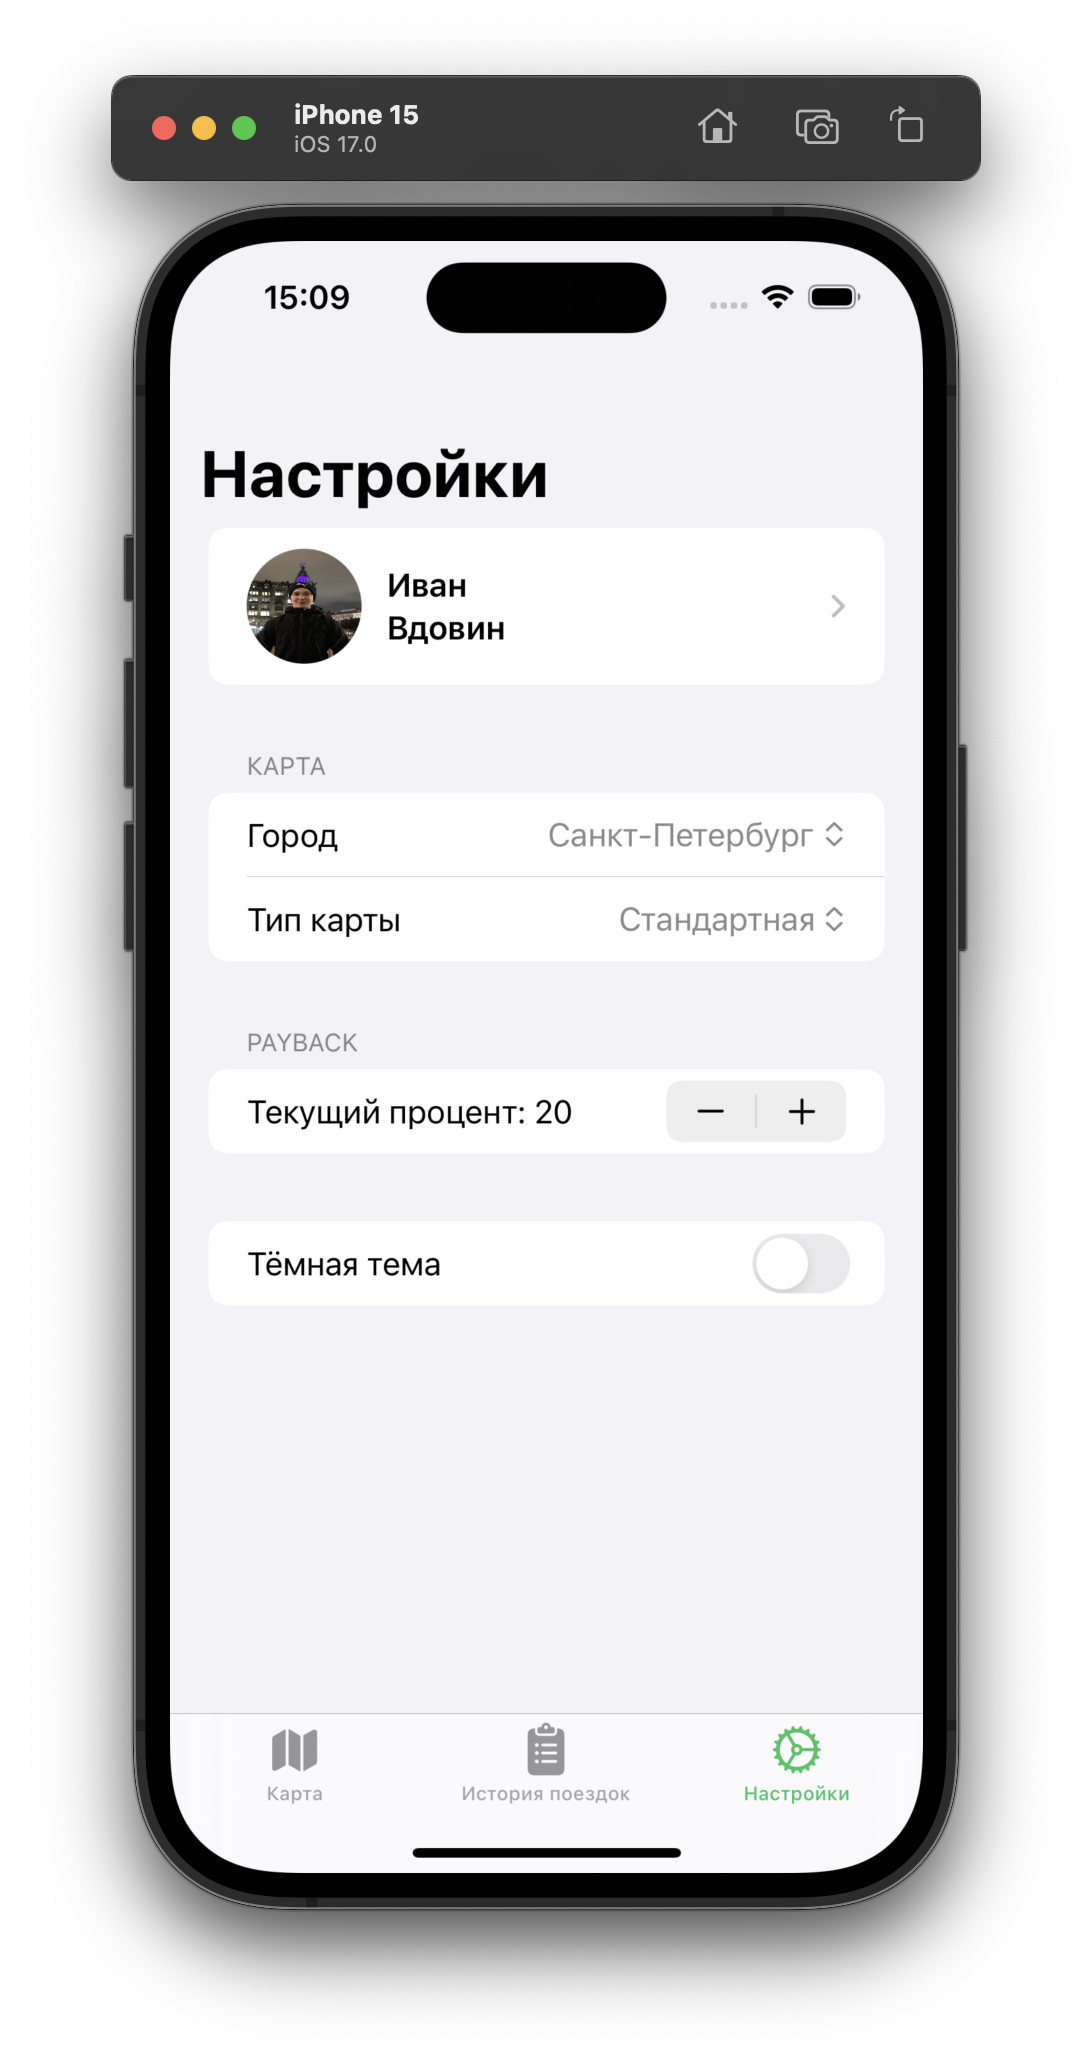 iPhone 15
iOS 17.0
15:09
Настройки
Иван
Вдовин
КАРТА
Город Санкт-Петербург
Тип карты Стандартная
PAYBACK
Текущий процент: 20
Тёмная тема
Карта История поездок Настройки